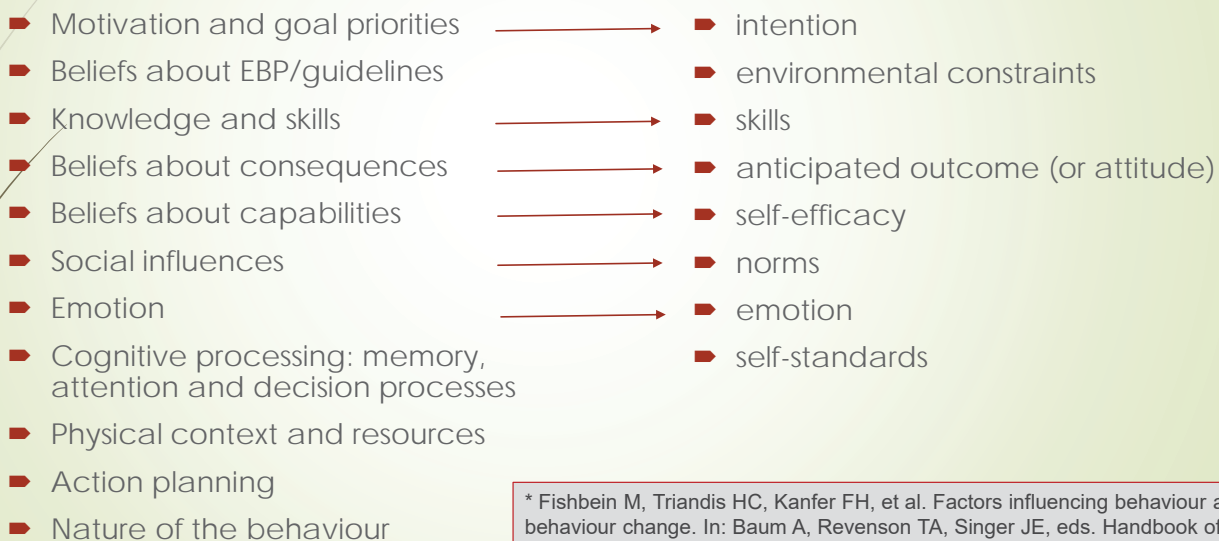 Motivation and goal priorities
Beliefs about EBP/guidelines
Knowledge and skills
Beliefs about consequences
Beliefs about capabilities
Social influences
Emotion
Cognitive processing: memory,
attention and decision processes
Physical context and resources
Action planning
Nature of the behaviour
intention
environmental constraints
skills
anticipated outcome (or attitude)
self-efficacy
norms
emotion
self-standards
* Fishbein M, Triandis HC, Kanfer FH, et al. Factors influencing behaviour a
behaviour change. In: Baum A, Revenson TA, Singer JE, eds. Handbook of